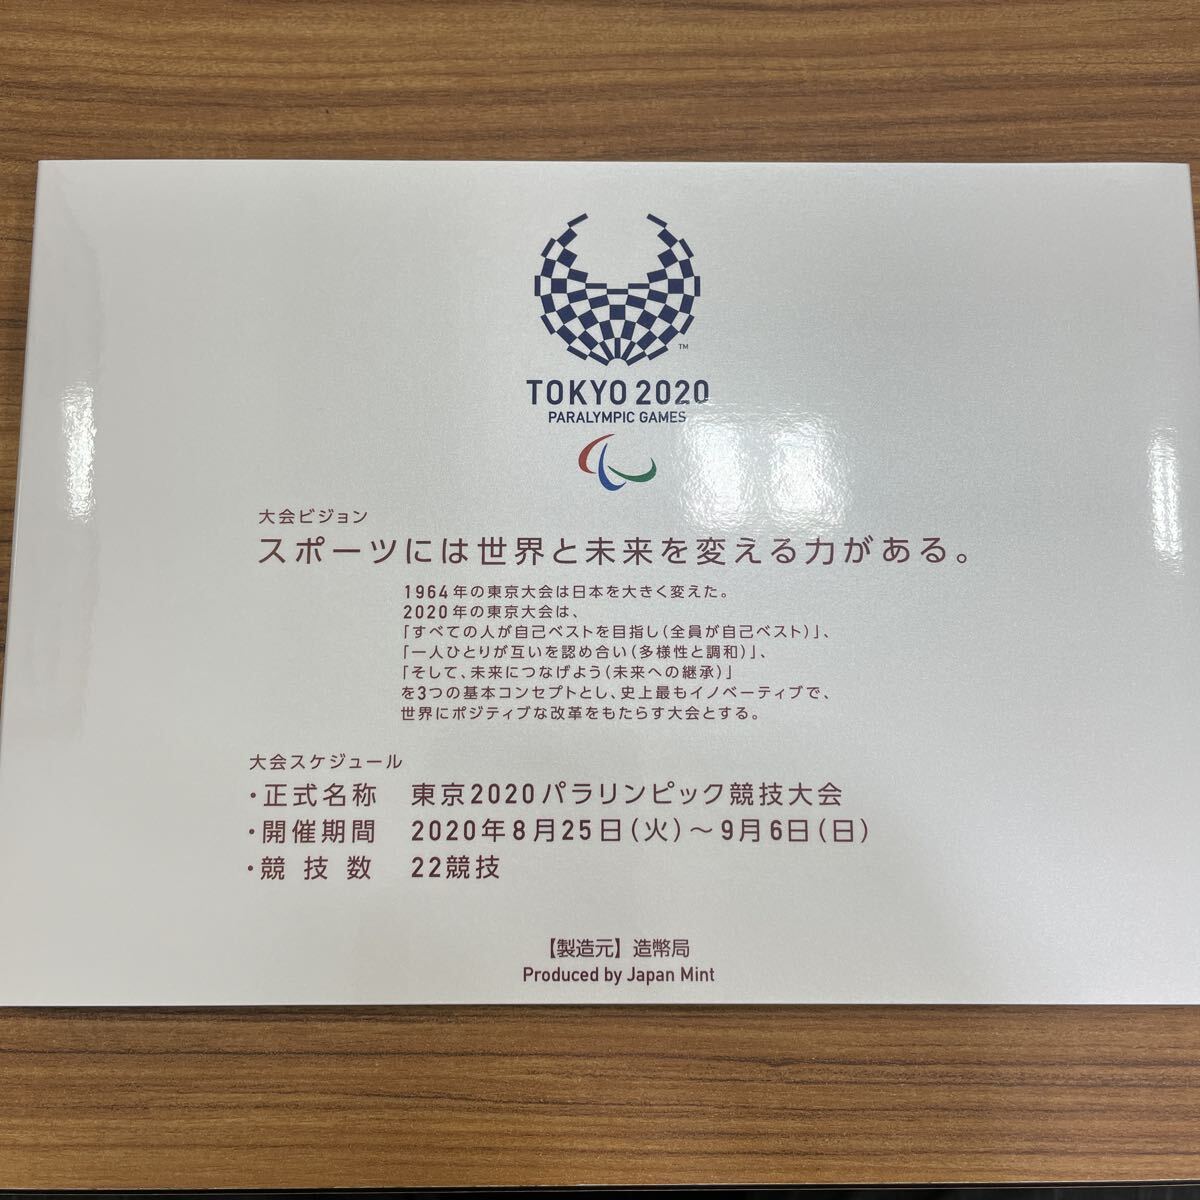 TM
TOKYO 2020
PARALYMPIC GAMES
大会ビジョン
スポーツには世界と未来を変える力がある。
1964年の東京大会は日本を大きく変えた。
2020年の東京大会は、
「すべての人が自己ベストを目指し(全員が自己ベスト)」、
「一人ひとりが互いを認め合い(多様性と調和)」、
「そして、未来につなげよう(未来への継承)」
を3つの基本コンセプトとし、史上最もイノベーティブで、
世界にポジティブな改革をもたらす大会とする。
大会スケジュール
・正式名称 東京2020パラリンピック競技大会
・開催期間 2020年8月25日(火)〜9月6日(日)
・競技数 22競技
【製造元】造幣局
Produced by Japan Mint